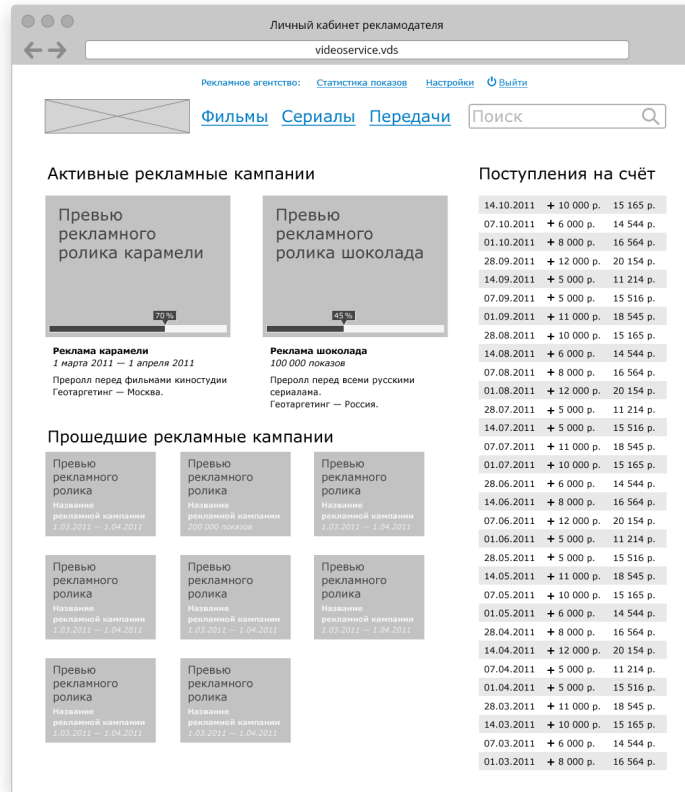 Личный кабинет рекламодателя
videoservice.vds
Рекламное агентство: Статистика показов Настройки Выйти
Фильмы Сериалы Передачи Поиск
Активные рекламные кампании
Превью
рекламного
ролика карамели
70 %
Реклама карамели
1 марта 2011 — 1 апреля 2011
Преролл перед фильмами киностудии
Геотаргетинг — Москва.
Превью
рекламного
ролика шоколада
45 %
Реклама шоколада
100 000 показов
Преролл перед всеми русскими
сериалама.
Геотаргетинг — Россия.
Прошедшие рекламные кампании
Превью
рекламного
ролика
Название
рекламной кампании
1.03.2011 — 1.04.2011
Превью
рекламного
ролика
Название
рекламной кампании
200 000 показов
Превью
рекламного
ролика
Название
рекламной кампании
1.03.2011 — 1.04.2011
Превью
рекламного
ролика
Название
рекламной кампании
1.03.2011 — 1.04.2011
Превью
рекламного
ролика
Название
рекламной кампании
1.03.2011 — 1.04.2011
Превью
рекламного
ролика
Название
рекламной кампании
1.03.2011 — 1.04.2011
Превью
рекламного
ролика
Название
рекламной кампании
1.03.2011 — 1.04.2011
Превью
рекламного
ролика
Название
рекламной кампании
1.03.2011 — 1.04.2011
Поступления на счёт
14.10.2011 + 10 000 р. 15 165 р.
07.10.2011 + 6 000 р. 14 544 р.
01.10.2011 + 8 000 р. 16 564 р.
28.09.2011 + 12 000 р. 20 154 р.
14.09.2011 + 5 000 р. 11 214 р.
07.09.2011 + 5 000 р. 15 516 р.
01.09.2011 + 11 000 р. 18 545 р.
28.08.2011 + 10 000 р. 15 165 р.
14.08.2011 + 6 000 р. 14 544 р.
07.08.2011 + 8 000 р. 16 564 р.
01.08.2011 + 12 000 р. 20 154 р.
28.07.2011 + 5 000 р. 11 214 р.
14.07.2011 + 5 000 р. 15 516 р.
07.07.2011 + 11 000 р. 18 545 р.
01.07.2011 + 10 000 р. 15 165 р.
28.06.2011 + 6 000 р. 14 544 р.
14.06.2011 + 8 000 р. 16 564 р.
07.06.2011 + 12 000 р. 20 154 р.
01.06.2011 + 5 000 р. 11 214 р.
28.05.2011 + 5 000 р. 15 516 р.
14.05.2011 + 11 000 р. 18 545 р.
07.05.2011 + 10 000 р. 15 165 р.
01.05.2011 + 6 000 р. 14 544 р.
28.04.2011 + 8 000 р. 16 564 р.
14.04.2011 + 12 000 р. 20 154 р.
07.04.2011 + 5 000 р. 11 214 р.
01.04.2011 + 5 000 р. 15 516 р.
28.03.2011 + 11 000 р. 18 545 р.
14.03.2011 + 10 000 р. 15 165 р.
07.03.2011 + 6 000 р. 14 544 р.
01.03.2011 + 8 000 р. 16 564 р.